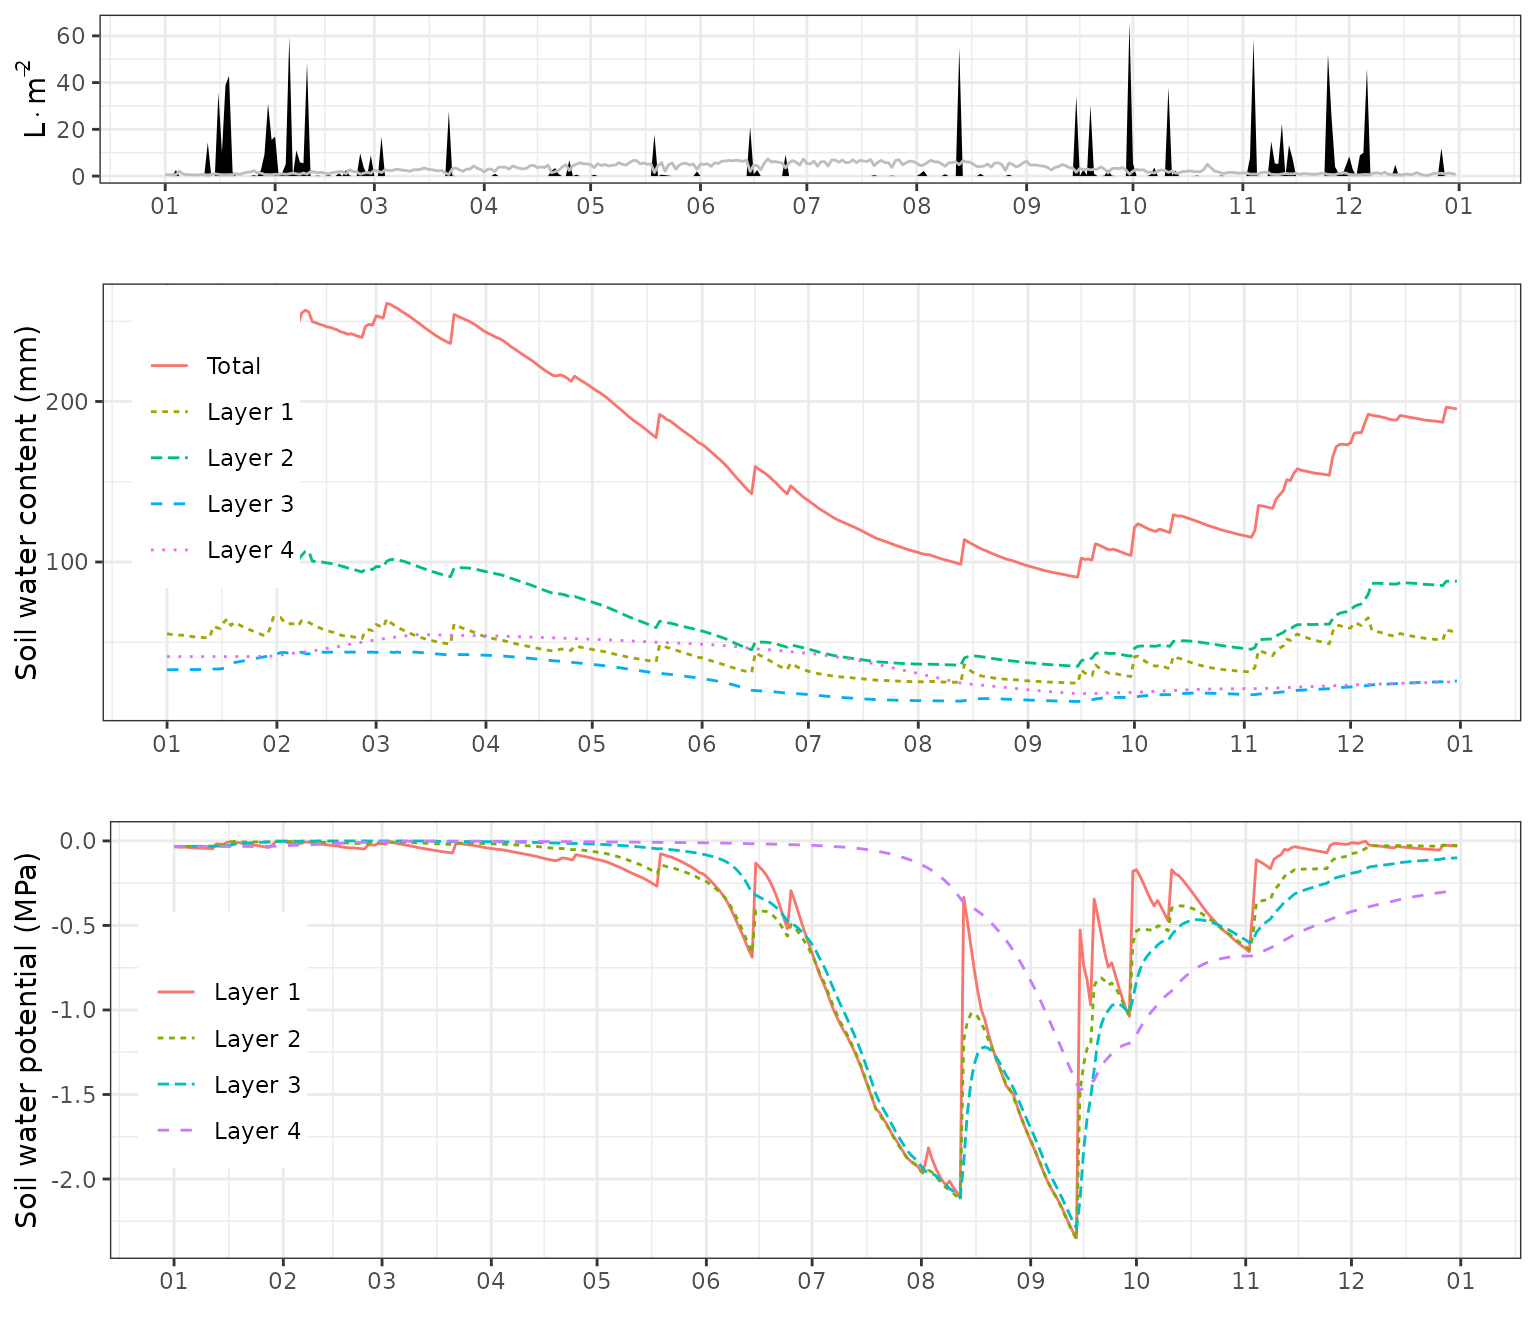 L · m⁻²
60
40
20
0
01 02 03 04 05 06 07 08 09 10 11 12 01
Soil water content (mm)
200
100
Total
Layer 1
Layer 2
Layer 3
Layer 4
01 02 03 04 05 06 07 08 09 10 11 12 01
Soil water potential (MPa)
0.0
-0.5
-1.0
-1.5
-2.0
Layer 1
Layer 2
Layer 3
Layer 4
01 02 03 04 05 06 07 08 09 10 11 12 01